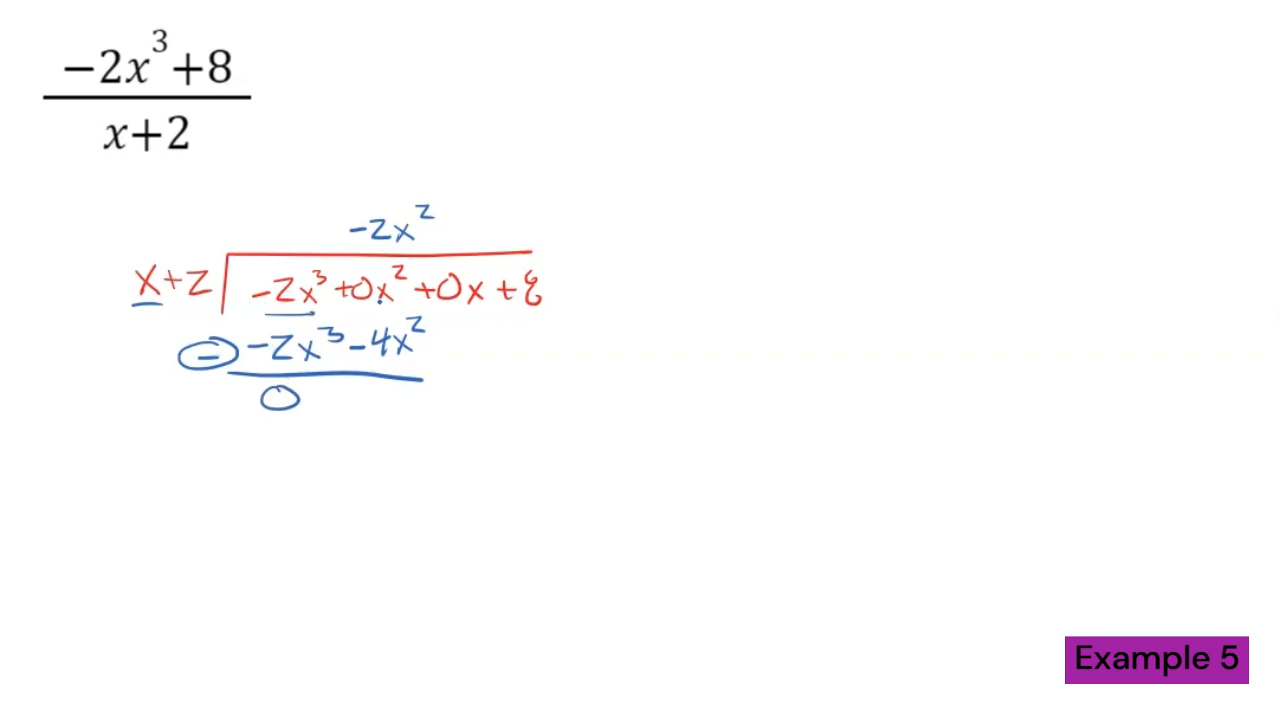 −2x³+8
x+2
-2x²
x+2 -2x³+0x²+0x+8
- -2x³-4x²
0
Example 5